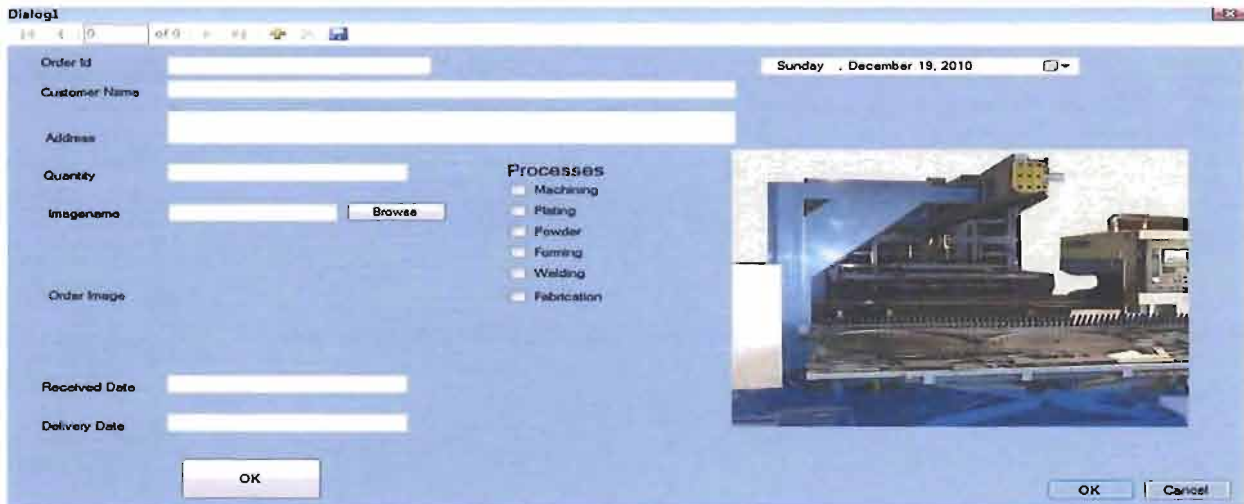 Dialog1
0 of 0
Order Id
Sunday , December 19, 2010
Customer Name
Address
Quantity
Processes
Machining
Imagename
Browse
Plating
Powder
Forming
Welding
Order Image
Fabrication
Received Date
Delivery Date
OK
OK
Cancel